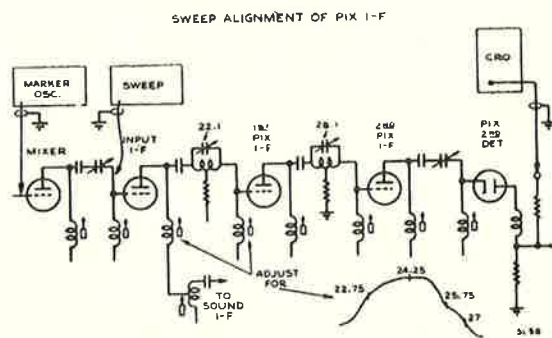 SWEEP ALIGNMENT OF PIX I-F
MARKER
OSC.
SWEEP
CRO
MIXER
INPUT
I-F
22.1
1ST
PIX
I-F
28.1
2ND
PIX
I-F
PIX
2ND
DET
ADJUST
FOR
TO
SOUND
I-F
22.75
24.25
25.75
27